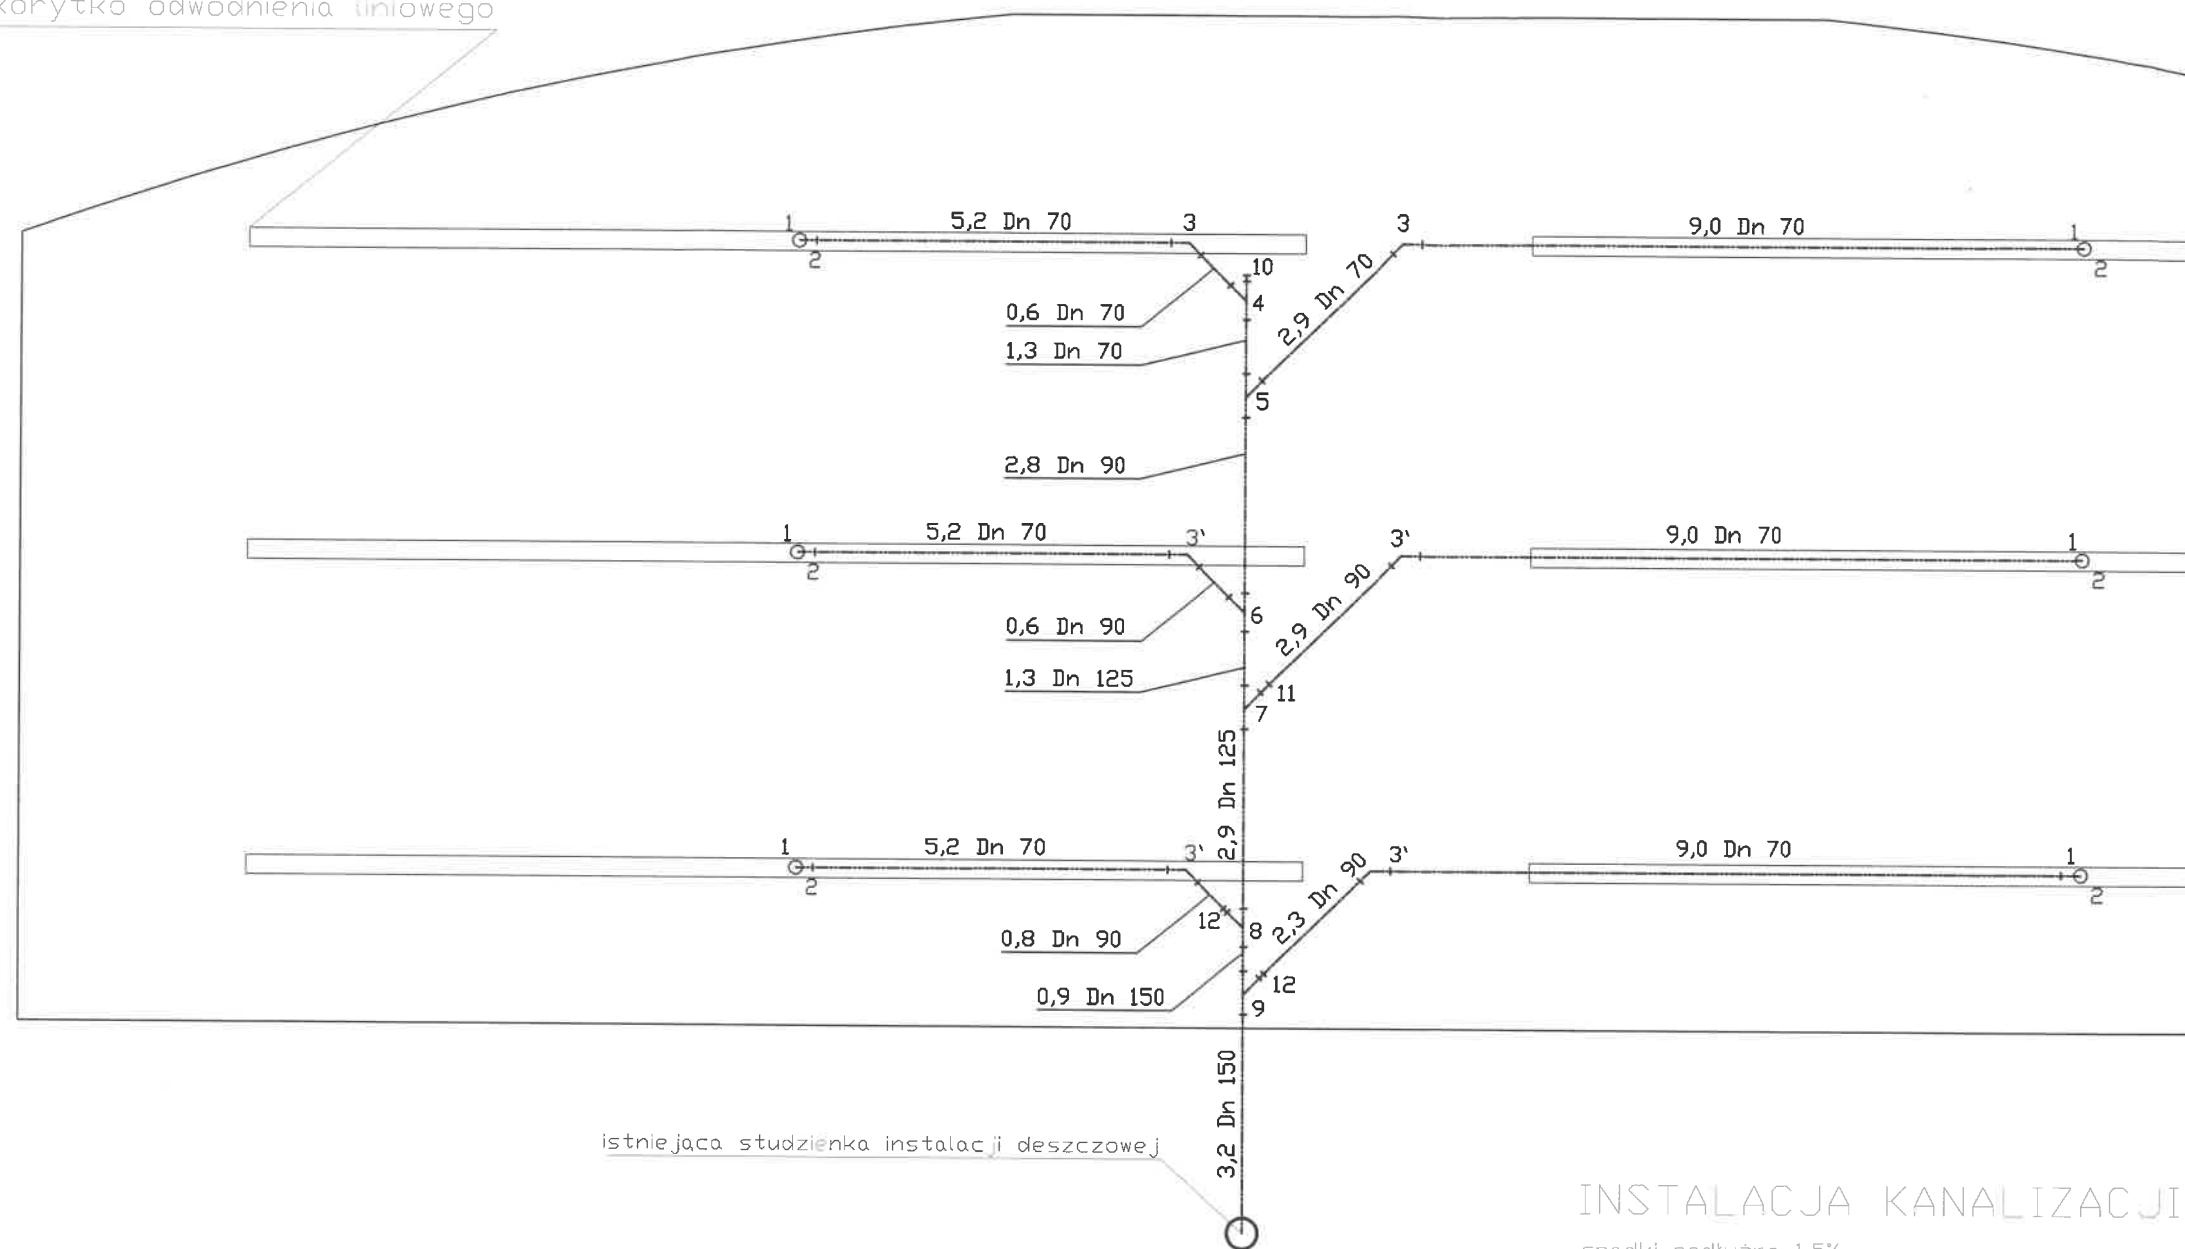 korytko odwodnienia liniowego
1 5,2 Dn 70 3 3 9,0 Dn 70 1
2 10 2
0,6 Dn 70 4 2,9 Dn 70
1,3 Dn 70
5
2,8 Dn 90
1 5,2 Dn 70 3' 3' 9,0 Dn 70 1
2 2
0,6 Dn 90 6 2,9 Dn 90
1,3 Dn 125 11
7
2,9 Dn 125
1 5,2 Dn 70 3' 3' 9,0 Dn 70 1
2 2
12 8 2,3 Dn 90
0,8 Dn 90
0,9 Dn 150 12
9
3,2 Dn 150
istniejąca studzienka instalacji deszczowej
INSTALACJA KANALIZACJI
spadki podłużne 1,5%